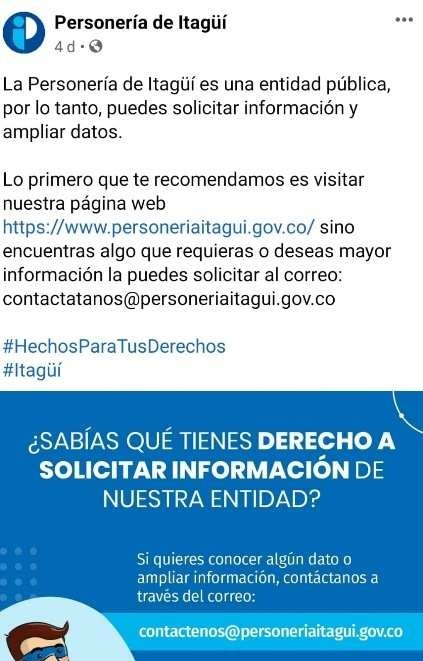 Personería de Itagüí
4 d
La Personería de Itagüí es una entidad pública,
por lo tanto, puedes solicitar información y
ampliar datos.
Lo primero que te recomendamos es visitar
nuestra página web
https://www.personeriaitagui.gov.co/ sino
encuentras algo que requieras o deseas mayor
información la puedes solicitar al correo:
contactatanos@personeriaitagui.gov.co
#HechosParaTusDerechos
#Itagüí
¿SABÍAS QUÉ TIENES DERECHO A
SOLICITAR INFORMACIÓN DE
NUESTRA ENTIDAD?
Si quieres conocer algún dato o
ampliar información, contáctanos a
través del correo:
contactenos@personeriaitagui.gov.co